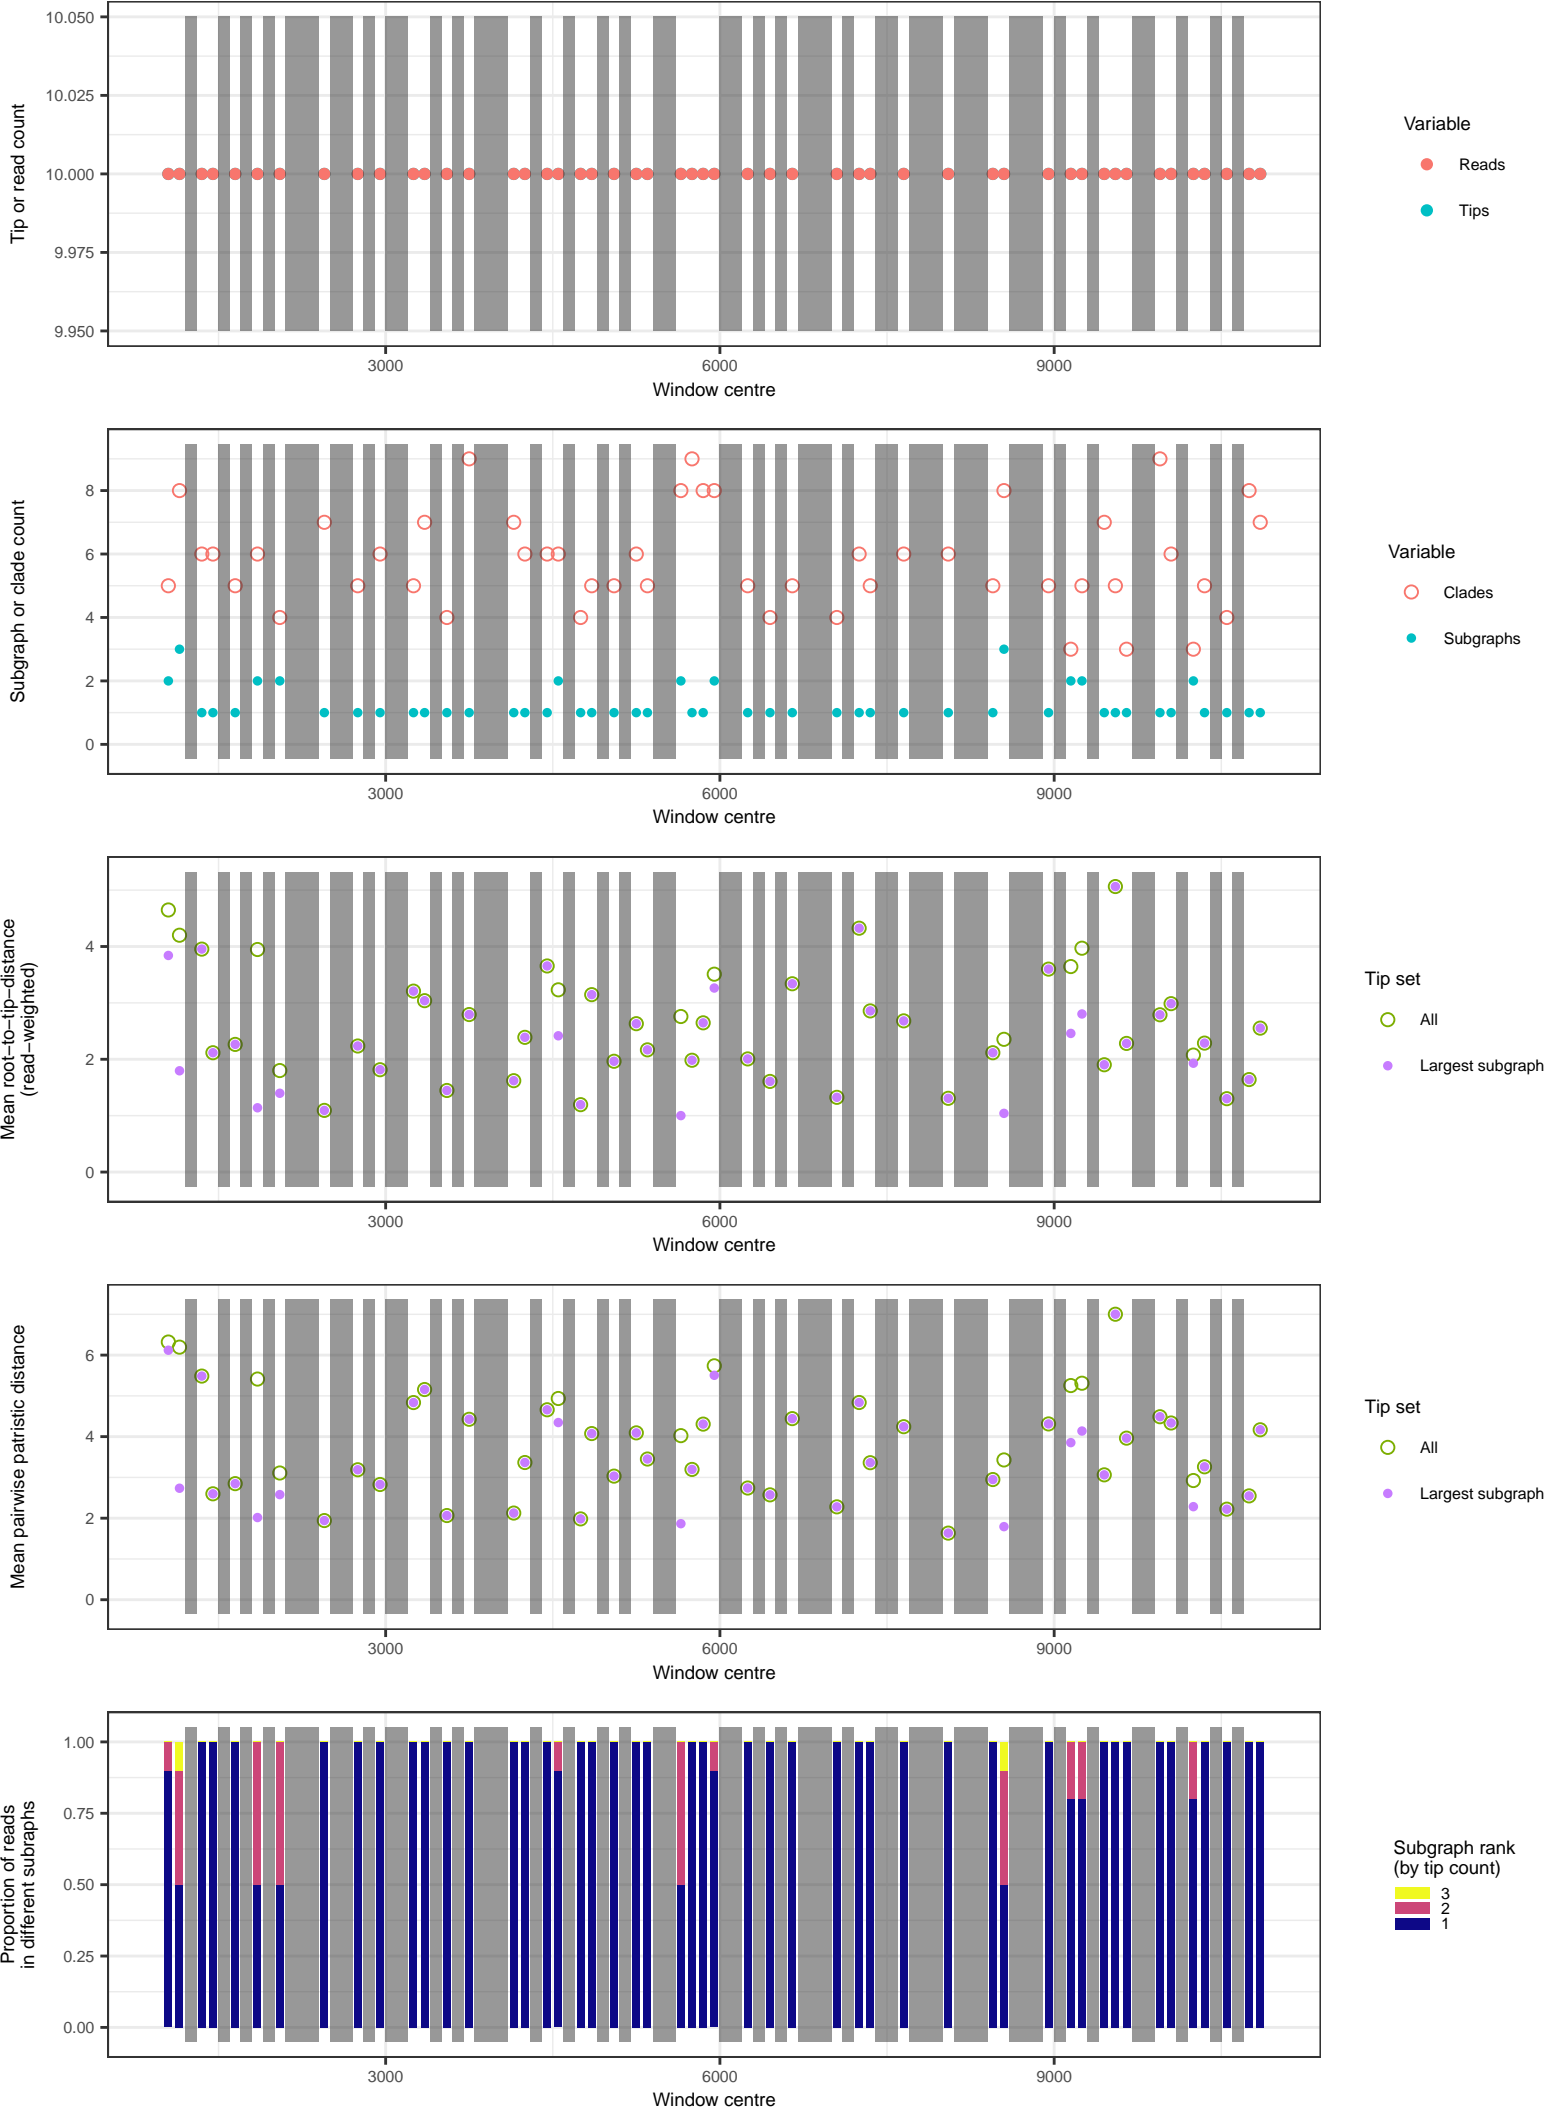 10.050
10.025
10.000
9.975
9.950
Tip or read count
3000 6000 9000
Window centre
Variable
Reads
Tips
8
6
4
2
0
Subgraph or clade count
3000 6000 9000
Window centre
Variable
Clades
Subgraphs
4
2
0
Mean root−to−tip−distance
(read−weighted)
3000 6000 9000
Window centre
Tip set
All
Largest subgraph
6
4
2
0
Mean pairwise patristic distance
3000 6000 9000
Window centre
Tip set
All
Largest subgraph
1.00
0.75
0.50
0.25
0.00
Proportion of reads
in different subraphs
3000 6000 9000
Window centre
Subgraph rank
(by tip count)
3
2
1